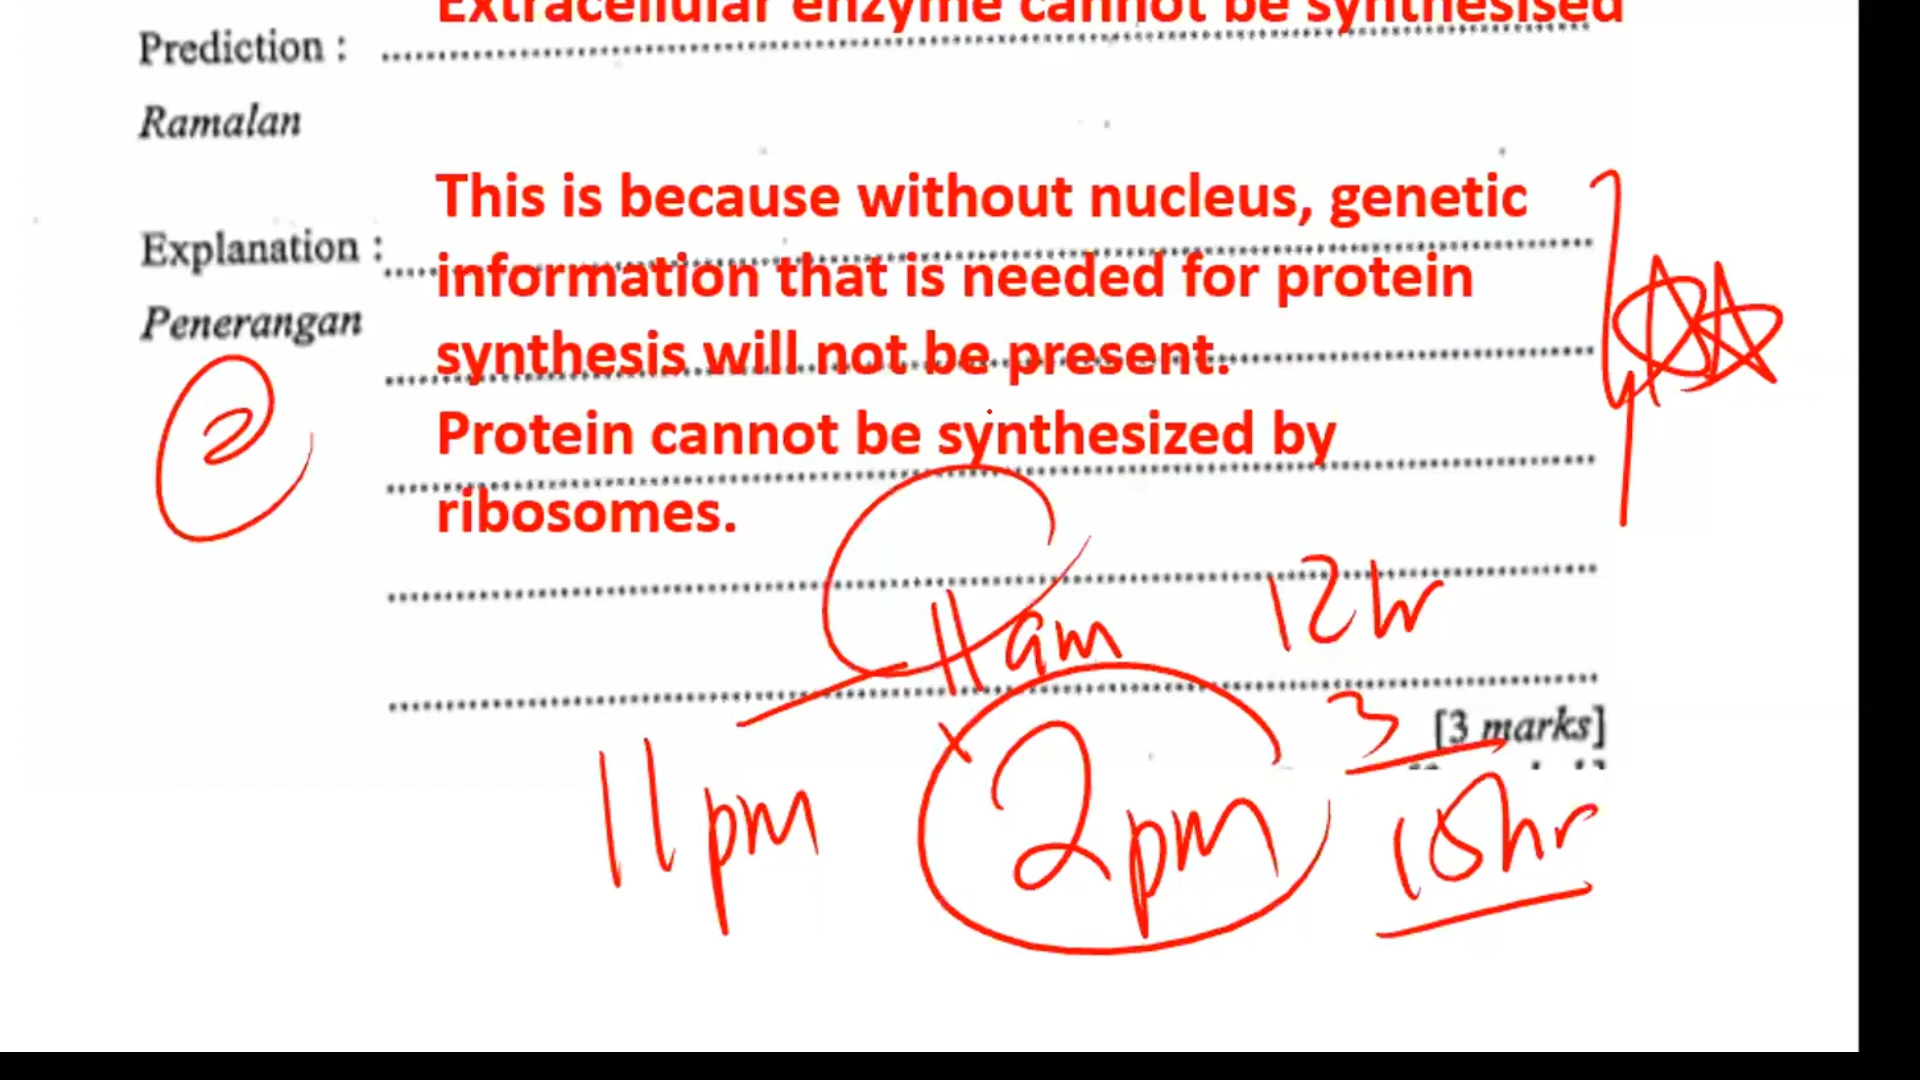 Extracellular enzyme cannot be synthesised
Prediction :
Ramalan
This is because without nucleus, genetic
Explanation :
information that is needed for protein
Penerangan
synthesis will not be present.
Protein cannot be synthesized by
ribosomes.
11am 12hr
3 [3 marks]
11pm 2pm 15hr